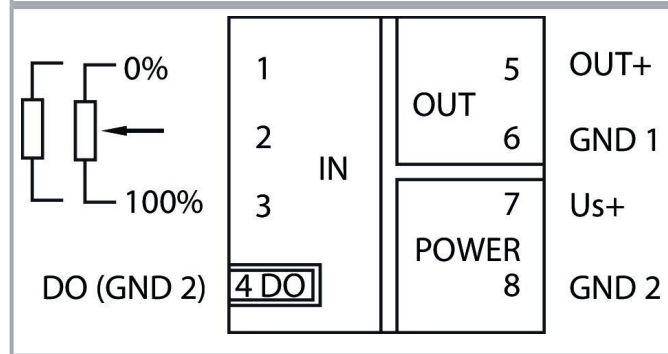 0% 1 5 OUT+
OUT
2 6 GND 1
IN
100% 3 7 Us+
POWER
DO (GND 2) 4 DO 8 GND 2